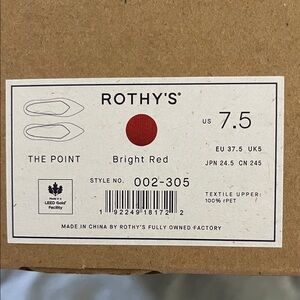 ROTHY'S®
US 7.5
EU 37.5 UK5
JPN 24.5 CN 245
THE POINT
Bright Red
STYLE NO. 002-305
Made in a
LEED Gold®
Facility
1 92249 18172 2
TEXTILE UPPER:
100% rPET
MADE IN CHINA BY ROTHY'S FULLY OWNED FACTORY